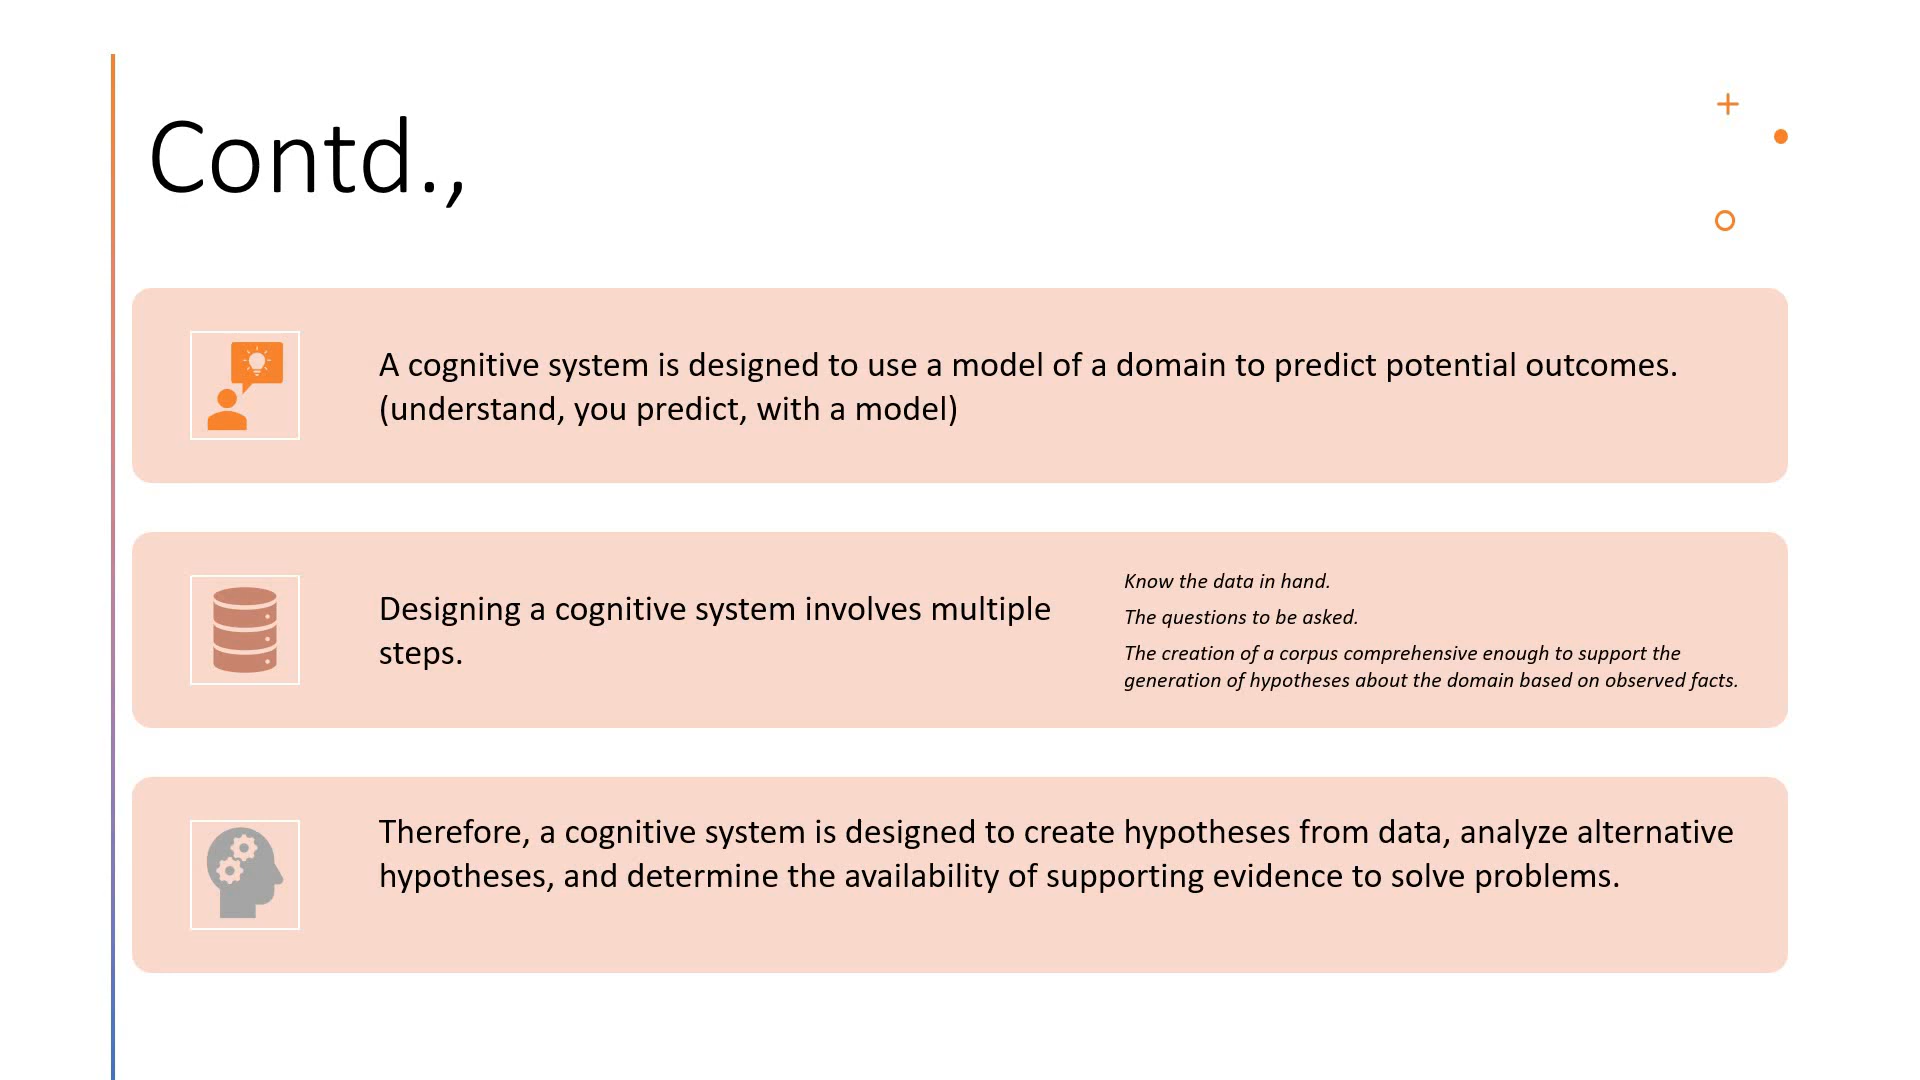 Contd.,
A cognitive system is designed to use a model of a domain to predict potential outcomes.
(understand, you predict, with a model)
Designing a cognitive system involves multiple
steps.
Know the data in hand.
The questions to be asked.
The creation of a corpus comprehensive enough to support the
generation of hypotheses about the domain based on observed facts.
Therefore, a cognitive system is designed to create hypotheses from data, analyze alternative
hypotheses, and determine the availability of supporting evidence to solve problems.